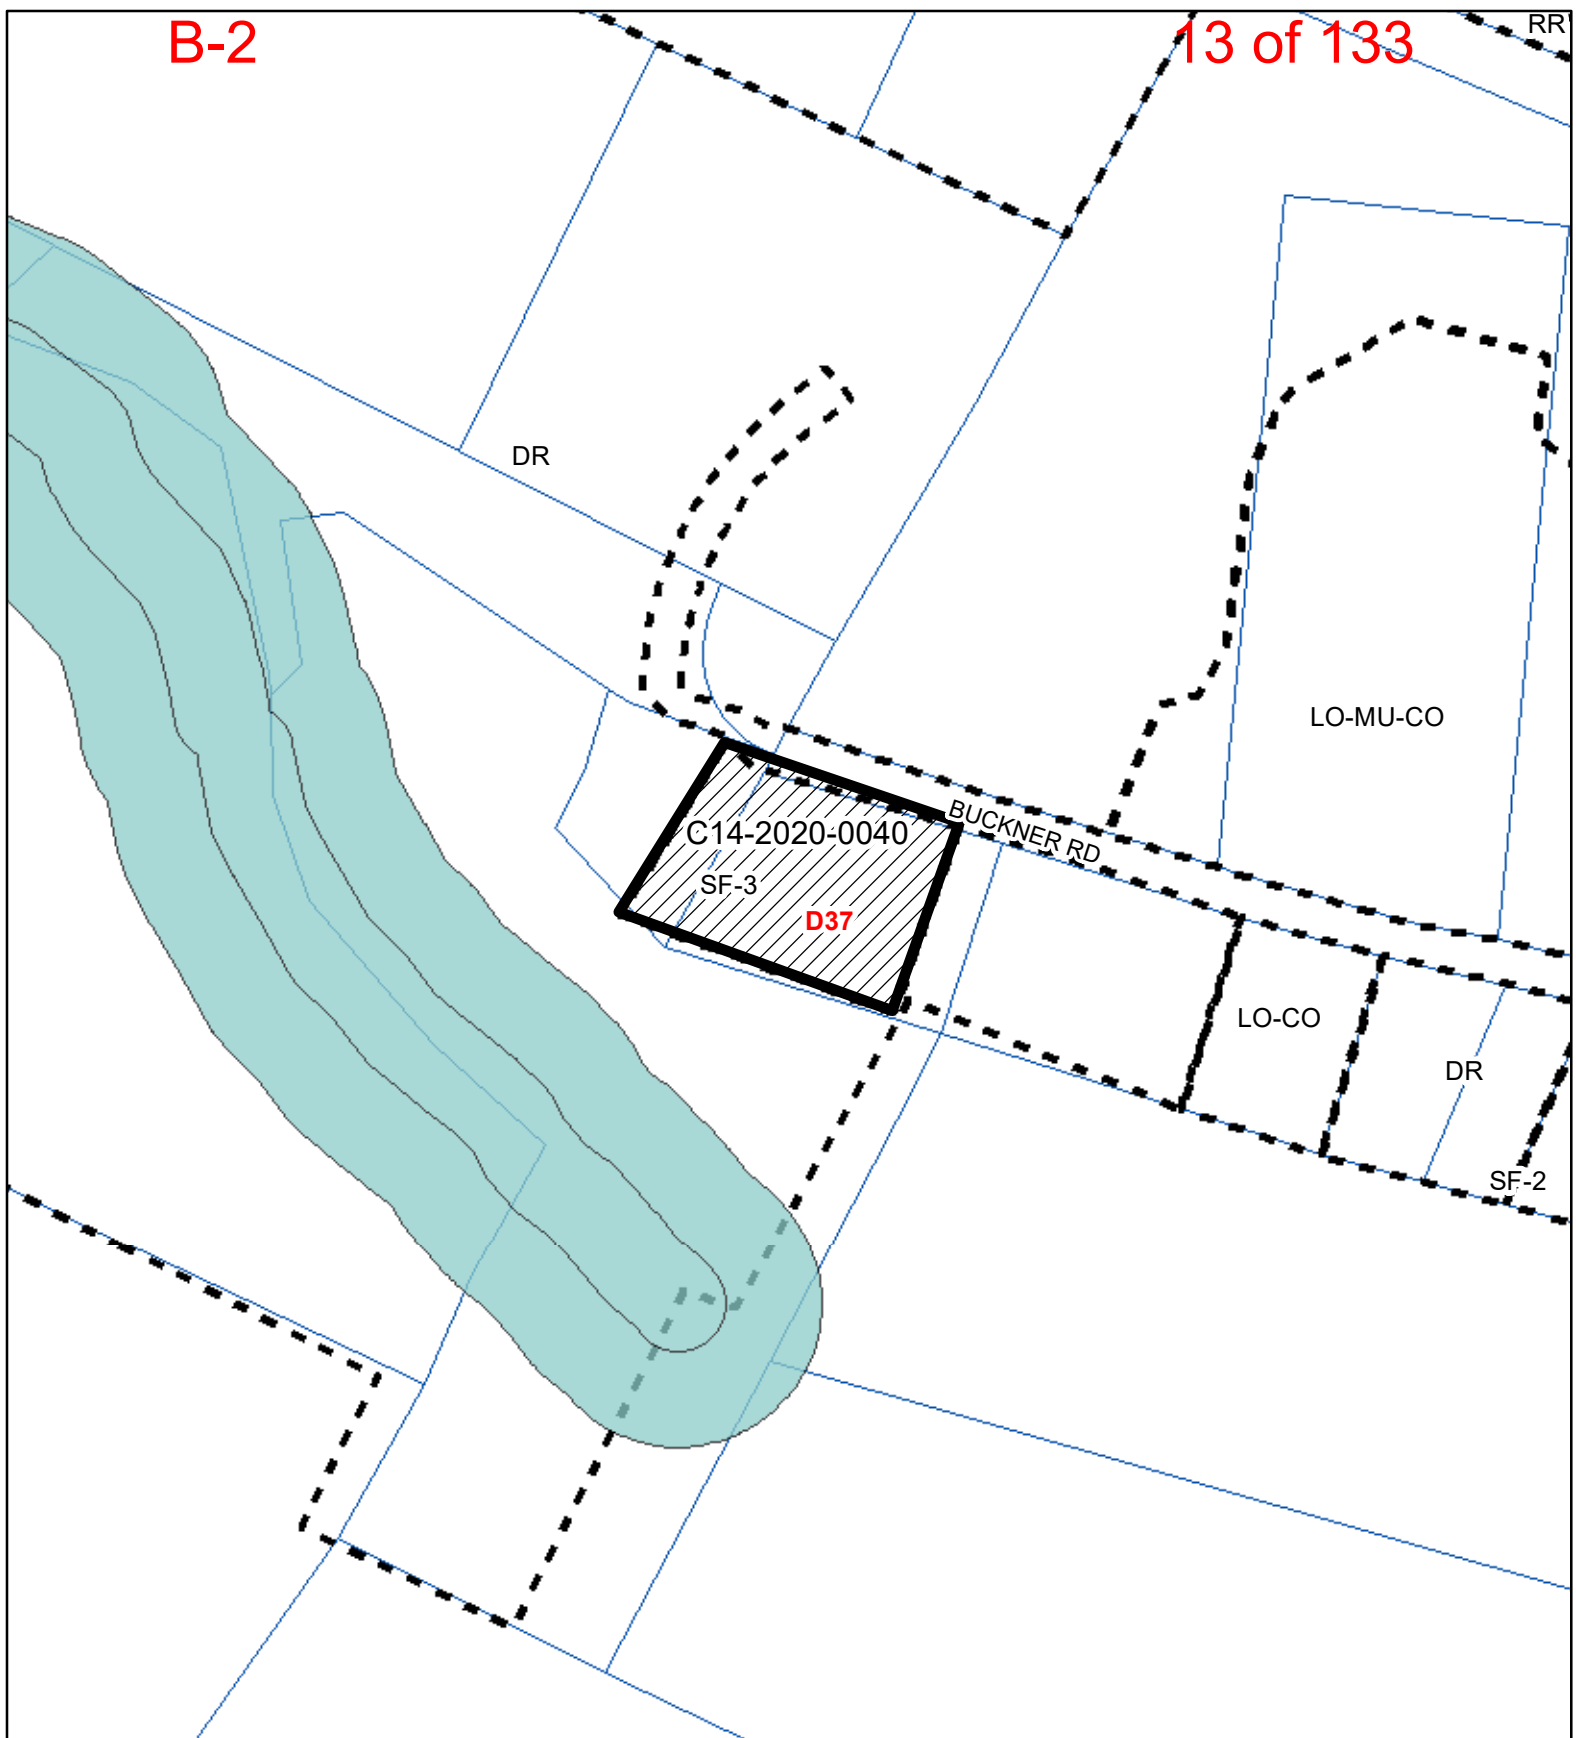 B-2
13 of 133
RR
DR
LO-MU-CO
BUCKNER RD
C14-2020-0040
SF-3
D37
LO-CO
DR
SF-2